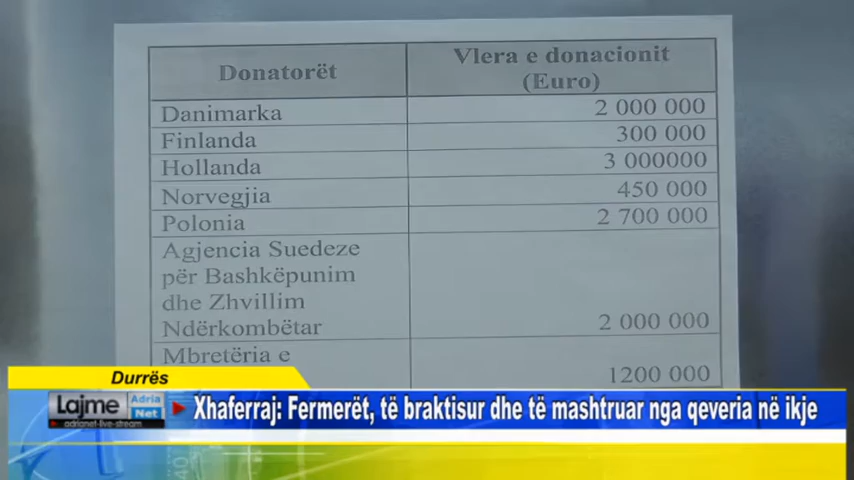 Donatorët
Vlera e donacionit
(Euro)
Danimarka 2 000 000
Finlanda 300 000
Hollanda 3 000000
Norvegjia 450 000
Polonia 2 700 000
Agjencia Suedeze
për Bashkëpunim
dhe Zhvillim
Ndërkombëtar 2 000 000
Mbretëria e
1200 000
Durrës
Lajme Adria
Net
adrianet-live-stream
Xhaferraj: Fermerët, të braktisur dhe të mashtruar nga qeveria në ikje